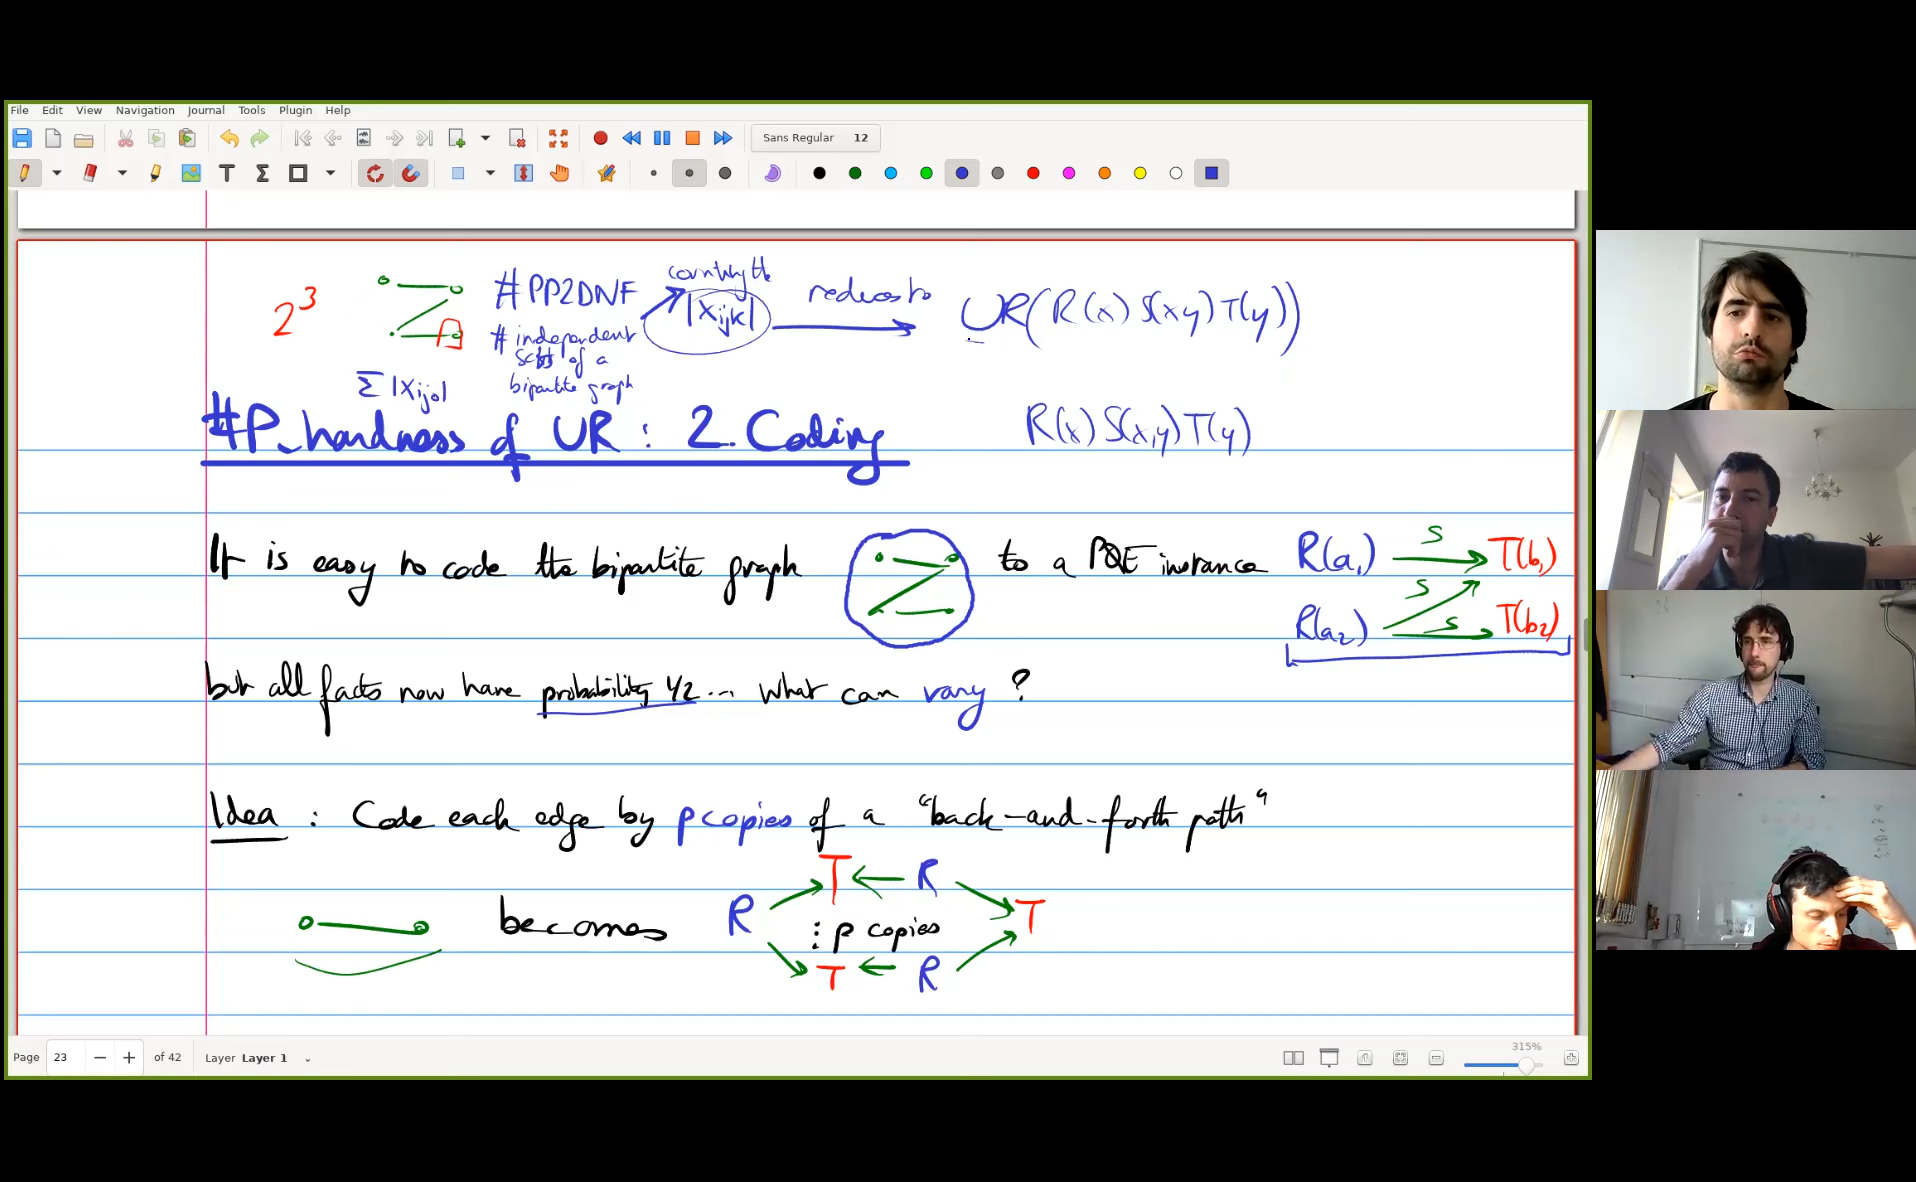 File Edit View Navigation Journal Tools Plugin Help
Sans Regular 12
2³ #PP2DNF counting the |Xijk| reduces to UR(R(x) S(x,y) T(y))
# independent
sets of a
bipartite graph
Σ |Xijo|
#P-hardness of UR : 2. Coding R(x) S(x,y) T(y)
It is easy to code the bipartite graph to a PQE instance R(a₁) S T(b₁)
S
R(a₂) S T(b₂)
but all facts now have probability 1/2 ... what can vary ?
Idea : Code each edge by p copies of a "back-and-forth path"
T R
becomes R : p copies T
T R
Page 23 of 42 Layer Layer 1 315%